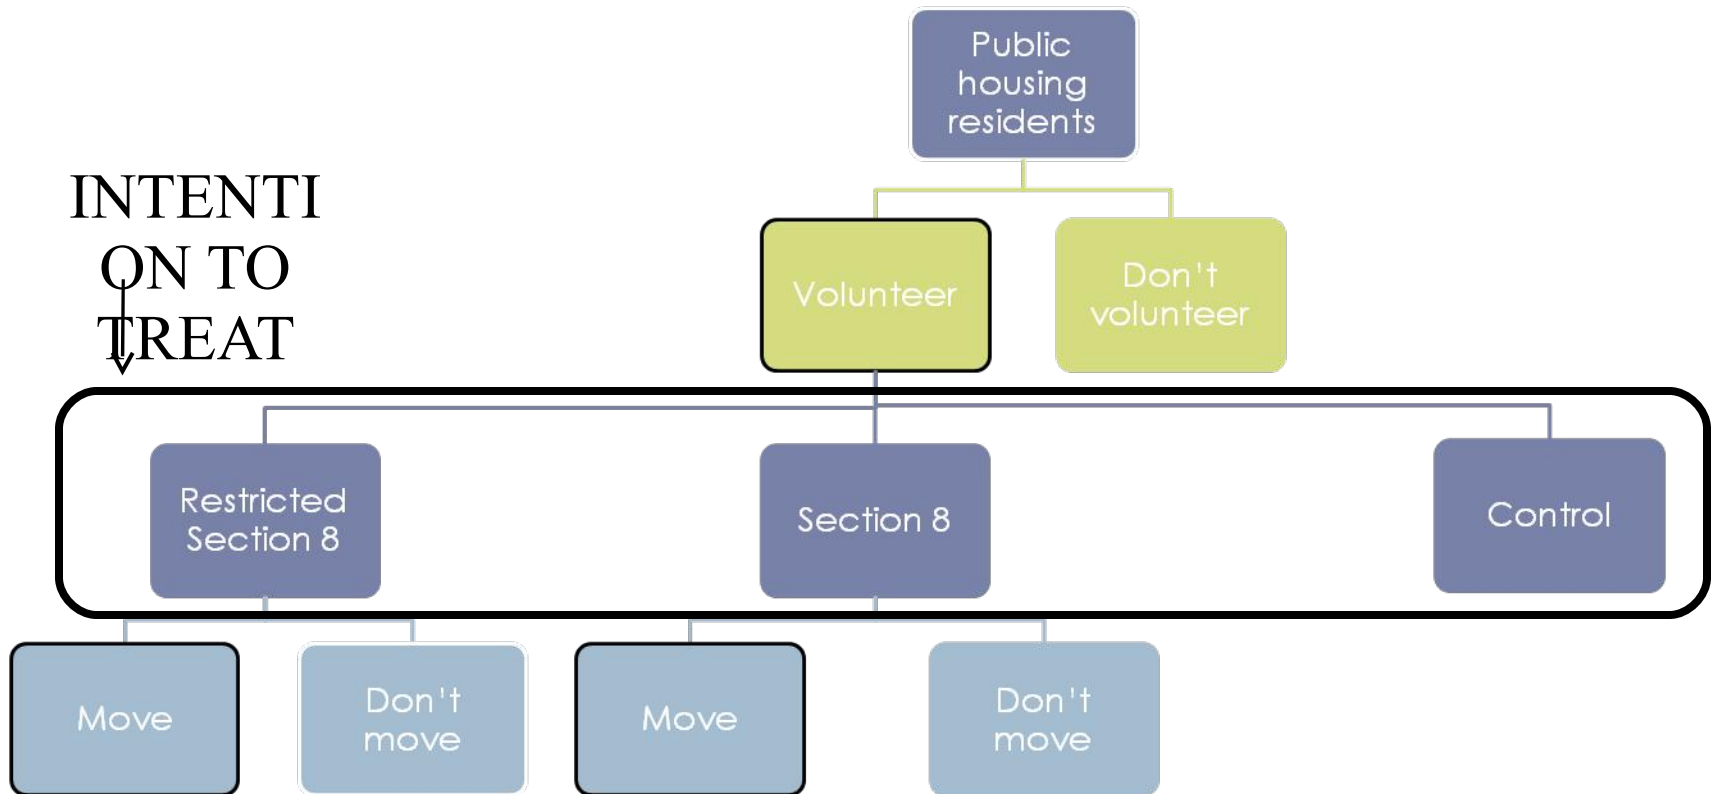 Public
housing
residents
INTENTI
ON TO
TREAT
Volunteer
Don't
volunteer
Restricted
Section 8
Section 8
Control
Move
Don't
move
Move
Don't
move